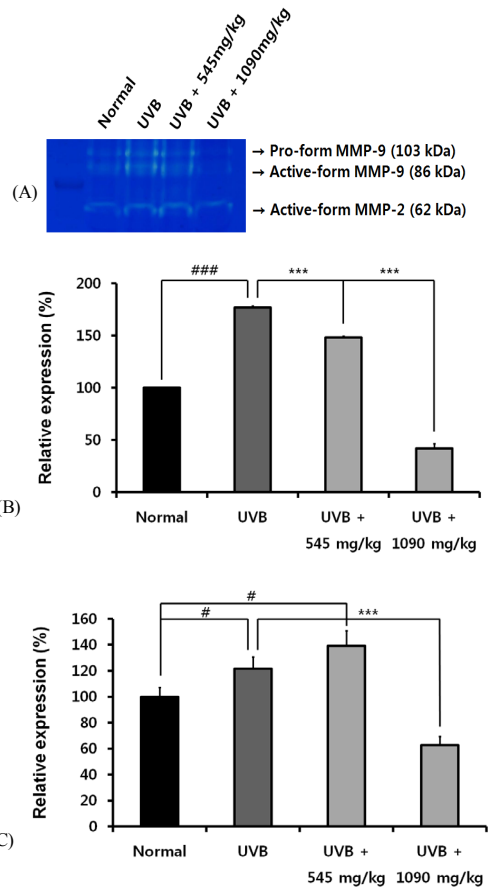 Normal
UVB
UVB + 545mg/kg
UVB + 1090mg/kg
(A)
→ Pro-form MMP-9 (103 kDa)
→ Active-form MMP-9 (86 kDa)
→ Active-form MMP-2 (62 kDa)
(B)
Relative expression (%)
200
150
100
50
0
###
***
***
Normal
UVB
UVB +
545 mg/kg
UVB +
1090 mg/kg
C)
Relative expression (%)
160
140
120
100
80
60
40
20
0
#
#
***
Normal
UVB
UVB +
545 mg/kg
UVB +
1090 mg/kg